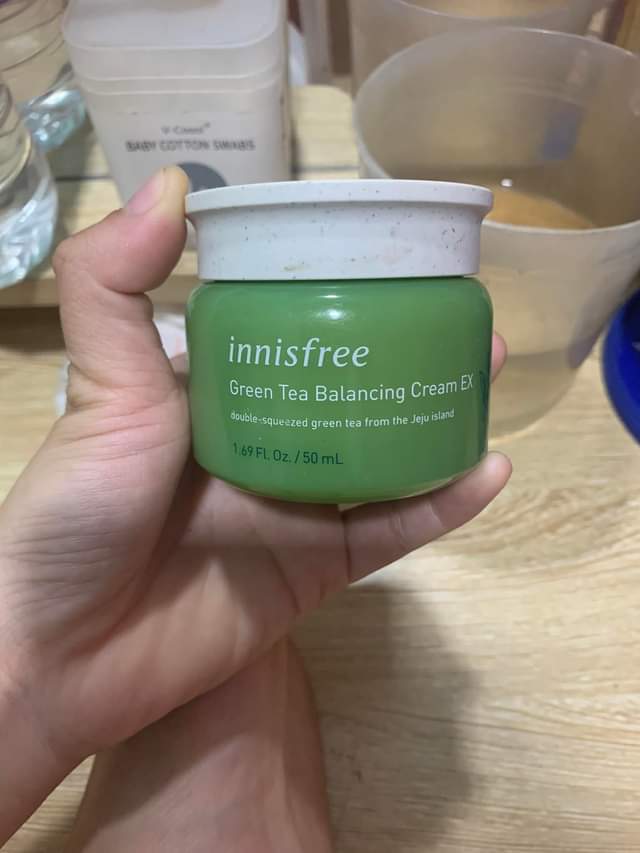 V-Coool
BABY COTTON SWABS
innisfree
Green Tea Balancing Cream EX
double-squeezed green tea from the Jeju island
1.69 Fl. Oz. / 50 mL